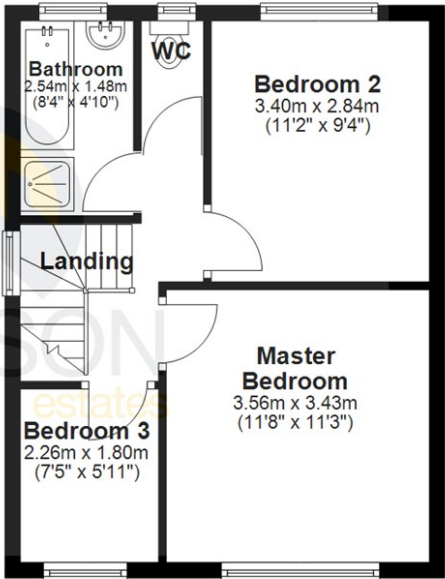 Bathroom
2.54m x 1.48m
(8'4" x 4'10")
WC
Bedroom 2
3.40m x 2.84m
(11'2" x 9'4")
Landing
Master
Bedroom
3.56m x 3.43m
(11'8" x 11'3")
Bedroom 3
2.26m x 1.80m
(7'5" x 5'11")
SON
estates